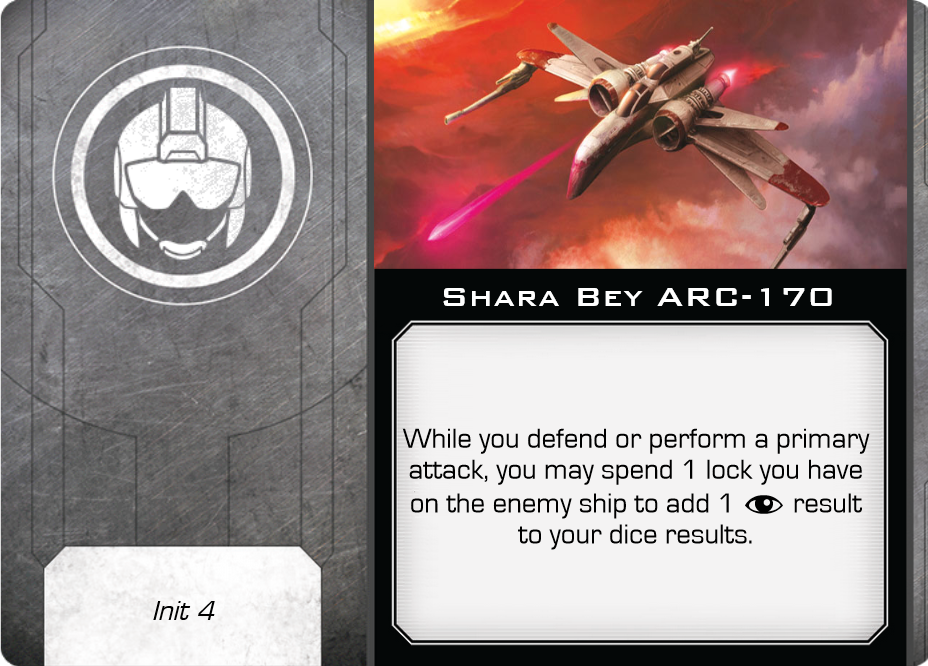 Shara Bey ARC-170
While you defend or perform a primary
attack, you may spend 1 lock you have
on the enemy ship to add 1 result
to your dice results.
Init 4